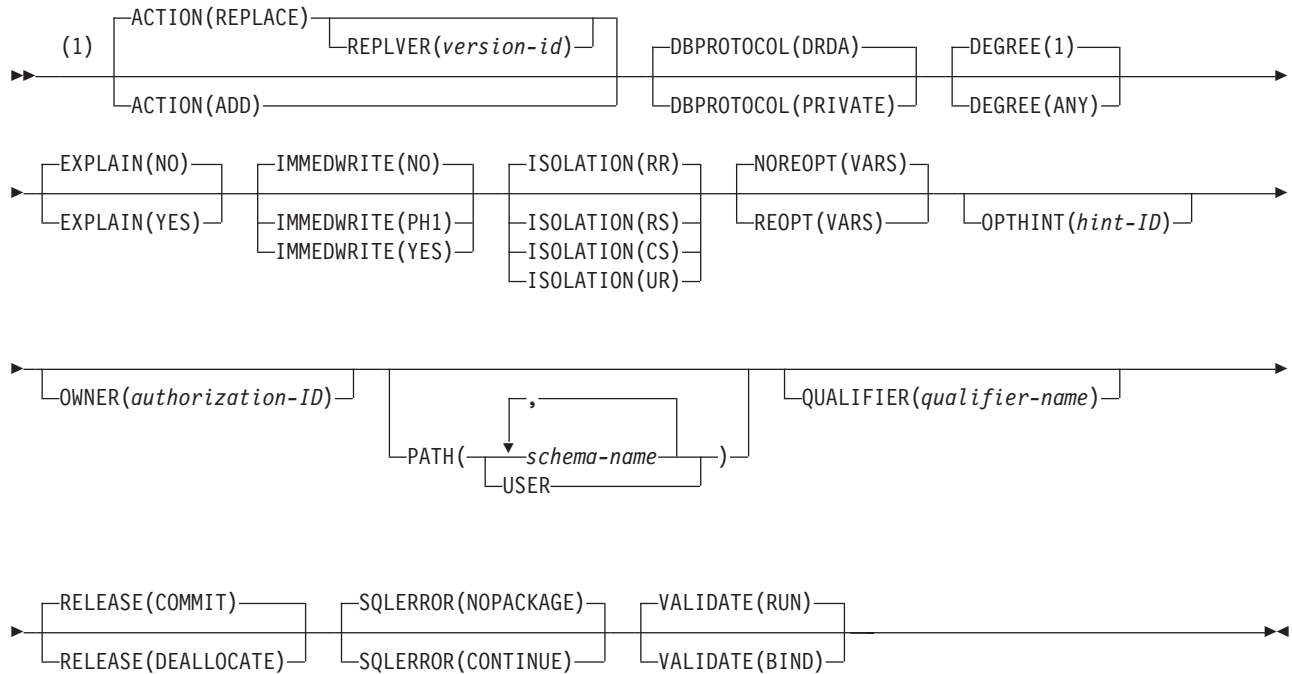 ACTION(REPLACE)
(1) REPLVER(version-id) DBPROTOCOL(DRDA) DEGREE(1)
ACTION(ADD) DBPROTOCOL(PRIVATE) DEGREE(ANY)
EXPLAIN(NO) IMMEDWRITE(NO) ISOLATION(RR) NOREOPT(VARS)
EXPLAIN(YES) IMMEDWRITE(PH1) ISOLATION(RS) REOPT(VARS) OPTHINT(hint-ID)
IMMEDWRITE(YES) ISOLATION(CS)
ISOLATION(UR)
OWNER(authorization-ID) , QUALIFIER(qualifier-name)
PATH( schema-name )
USER
RELEASE(COMMIT) SQLERROR(NOPACKAGE) VALIDATE(RUN)
RELEASE(DEALLOCATE) SQLERROR(CONTINUE) VALIDATE(BIND)